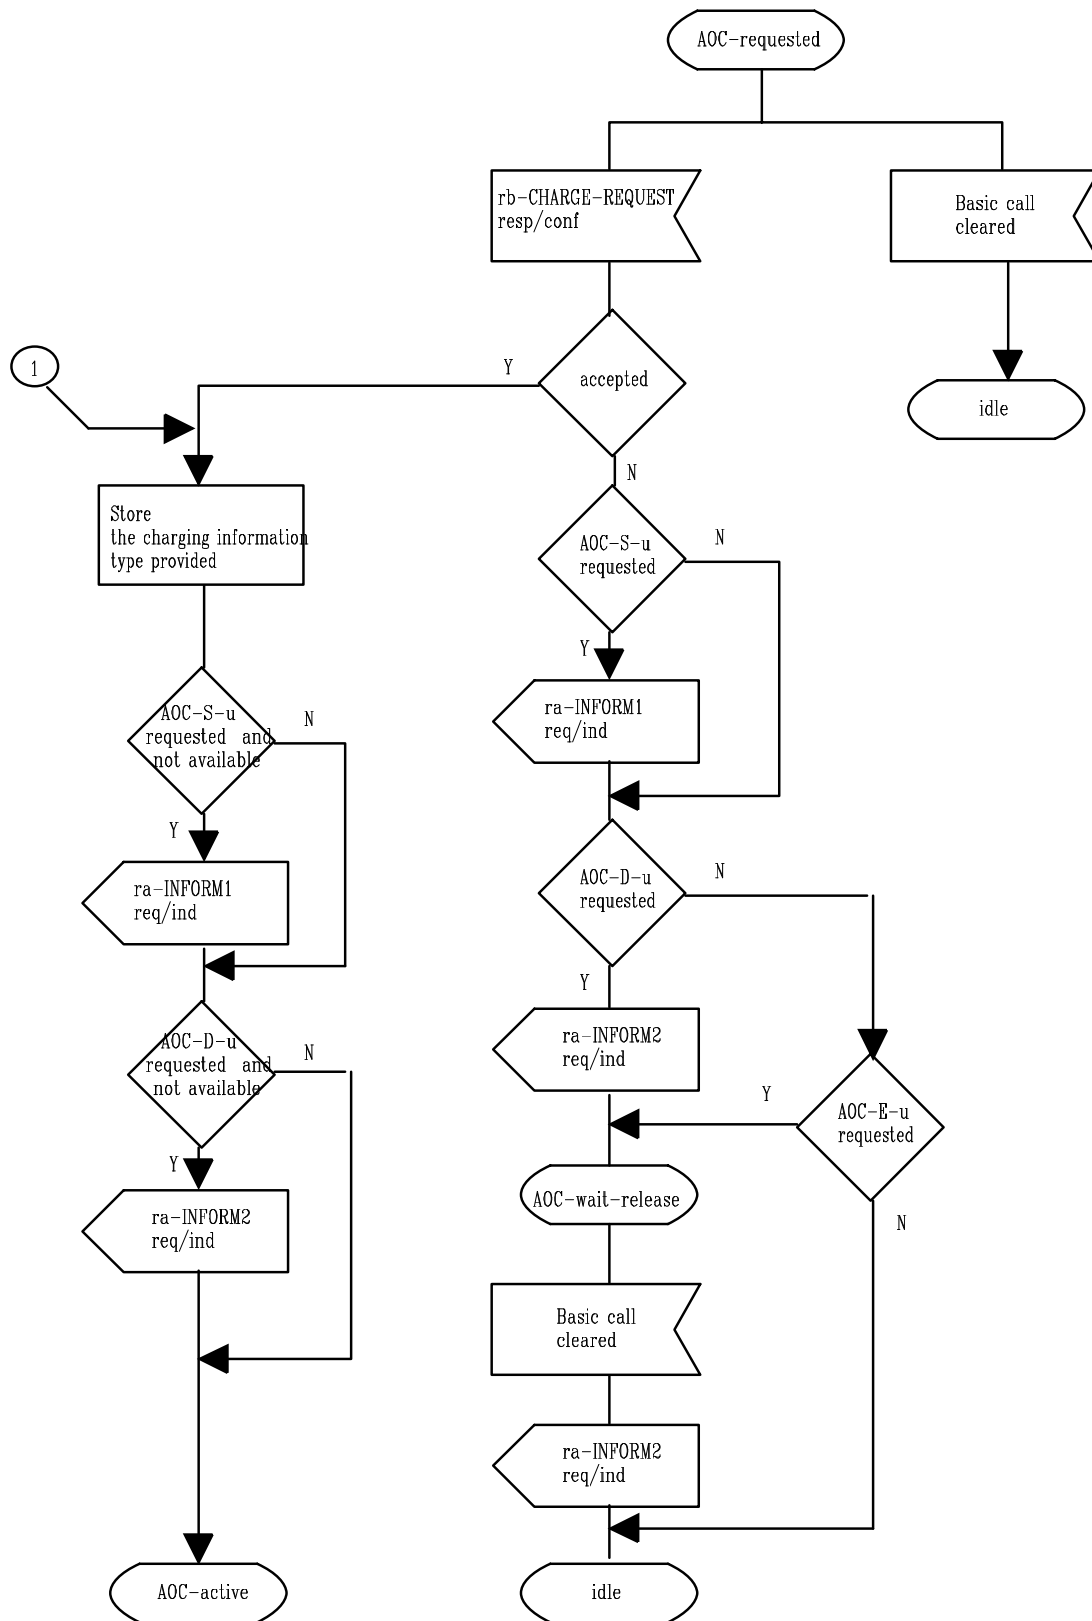 AOC-requested
rb-CHARGE-REQUEST
resp/conf
Basic call
cleared
1
Y
accepted
idle
N
Store
the charging information
type provided
AOC-S-u
requested
N
Y
AOC-S-u
requested and
not available
N
ra-INFORM1
req/ind
Y
ra-INFORM1
req/ind
AOC-D-u
requested
N
Y
AOC-D-u
requested and
not available
N
ra-INFORM2
req/ind
Y
AOC-E-u
requested
Y
AOC-wait-release
N
ra-INFORM2
req/ind
Basic call
cleared
ra-INFORM2
req/ind
AOC-active
idle